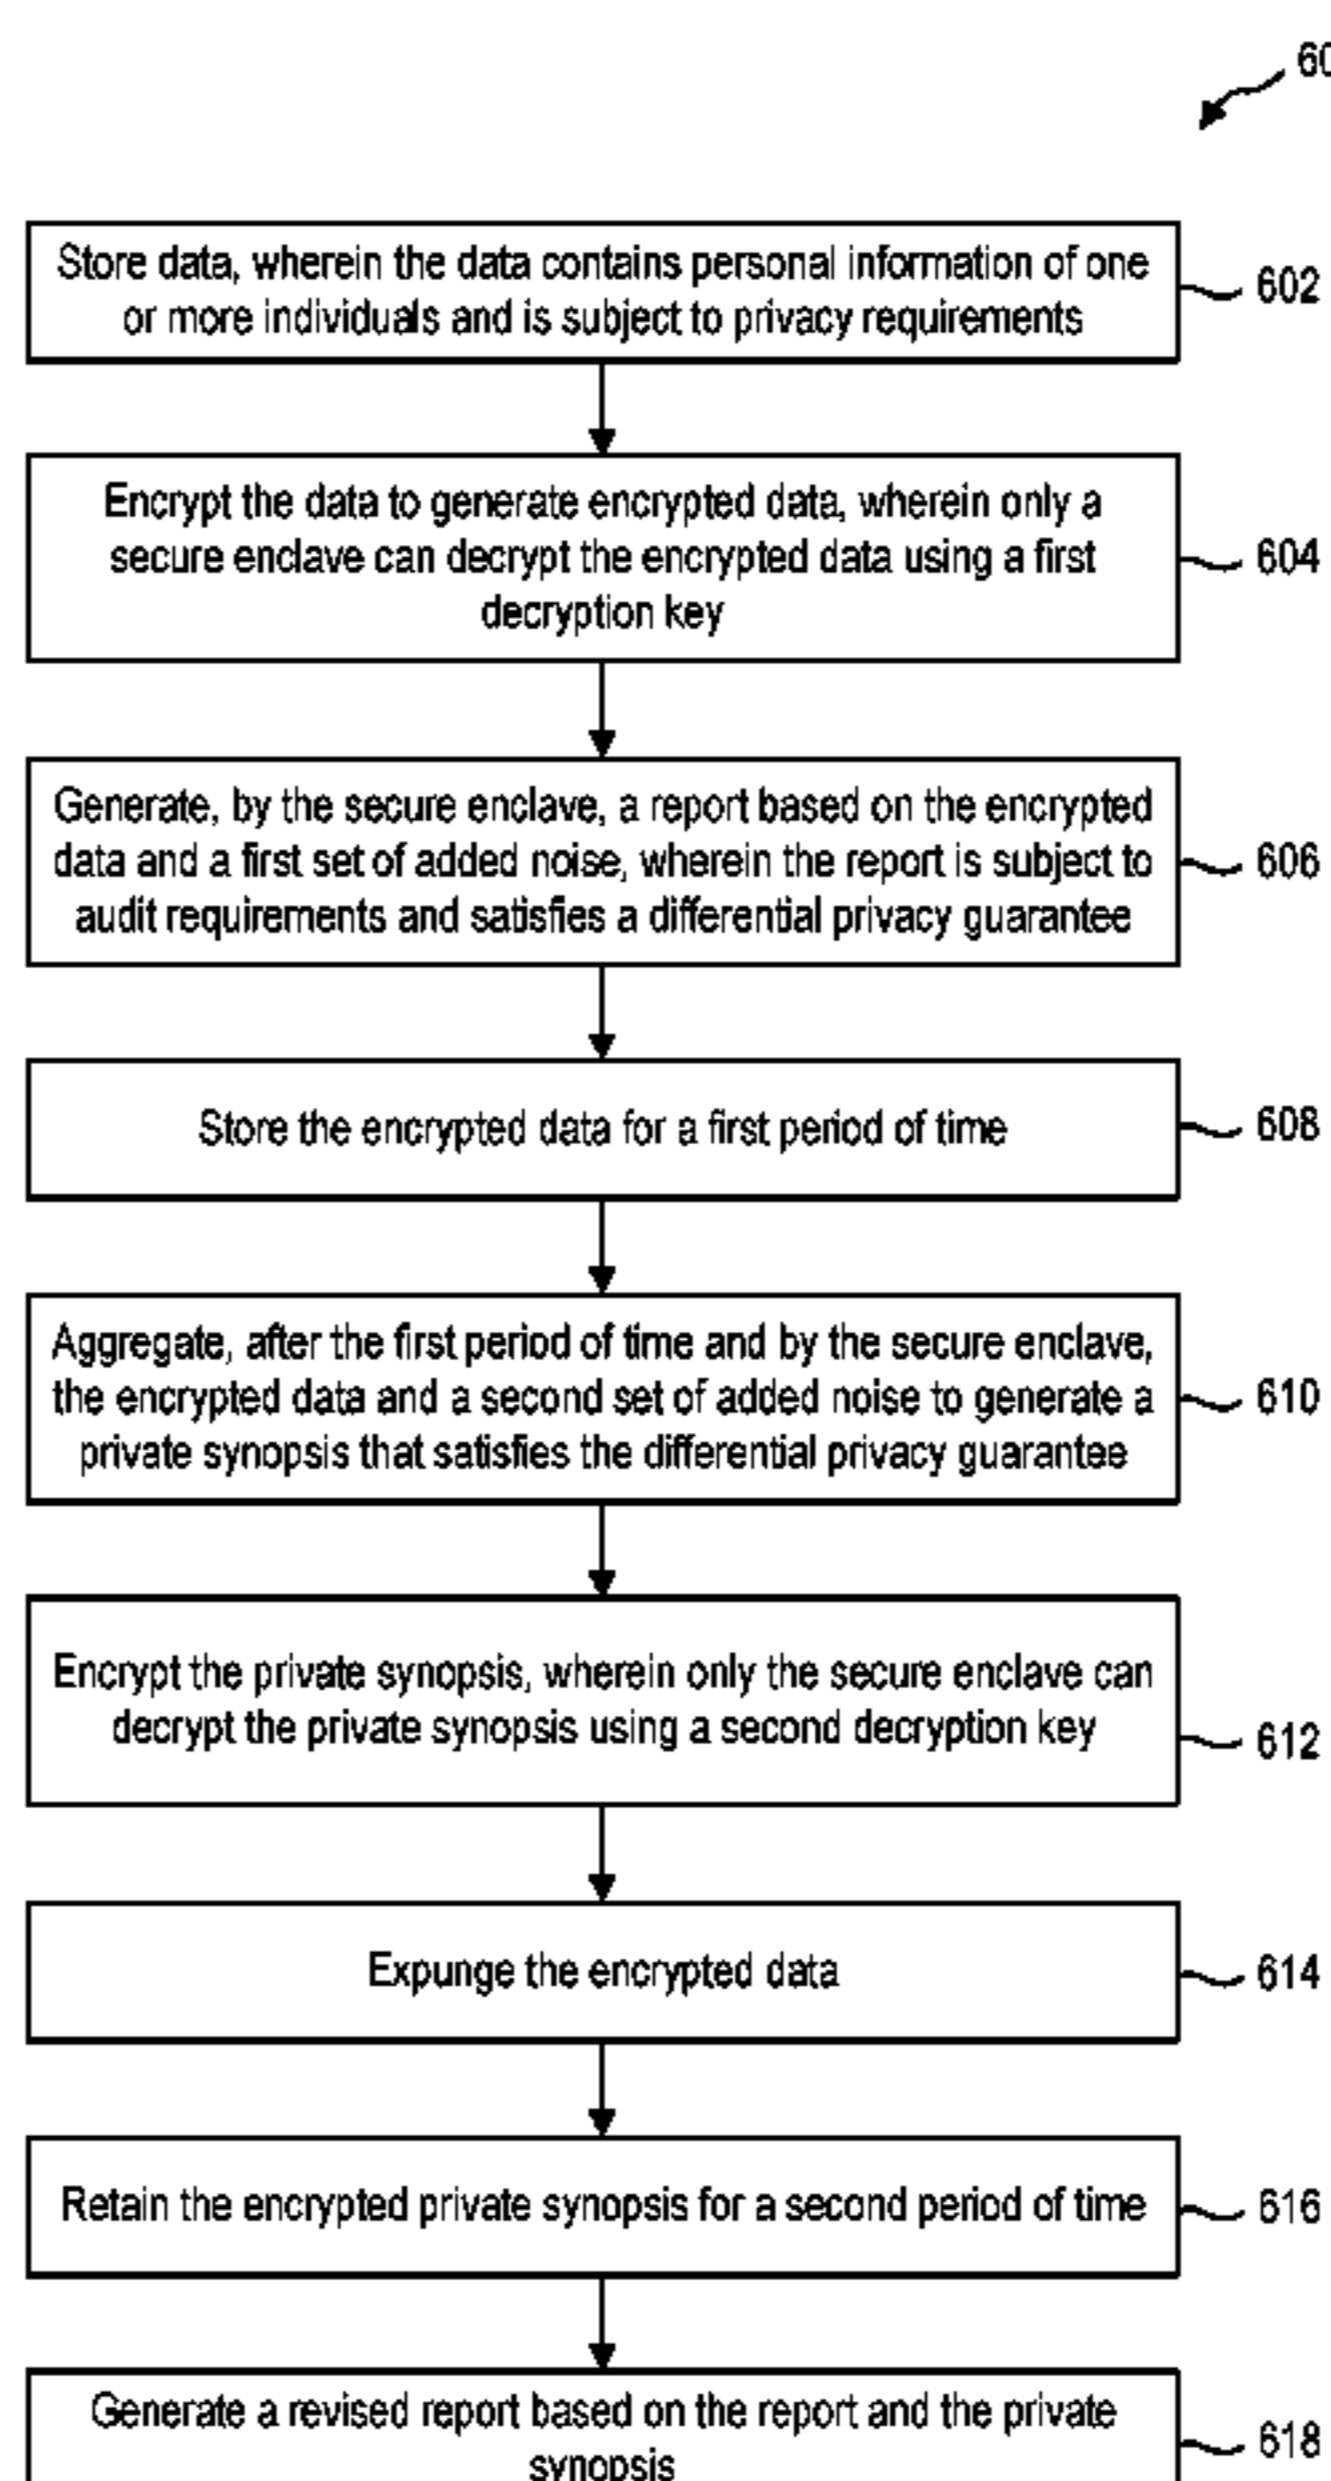 Store data, wherein the data contains personal information of one
or more individuals and is subject to privacy requirements
602
Encrypt the data to generate encrypted data, wherein only a
secure enclave can decrypt the encrypted data using a first
decryption key
604
Generate, by the secure enclave, a report based on the encrypted
data and a first set of added noise, wherein the report is subject to
audit requirements and satisfies a differential privacy guarantee
606
Store the encrypted data for a first period of time
608
Aggregate, after the first period of time and by the secure enclave,
the encrypted data and a second set of added noise to generate a
private synopsis that satisfies the differential privacy guarantee
610
Encrypt the private synopsis, wherein only the secure enclave can
decrypt the private synopsis using a second decryption key
612
Expunge the encrypted data
614
Retain the encrypted private synopsis for a second period of time
616
Generate a revised report based on the report and the private
synopsis
618